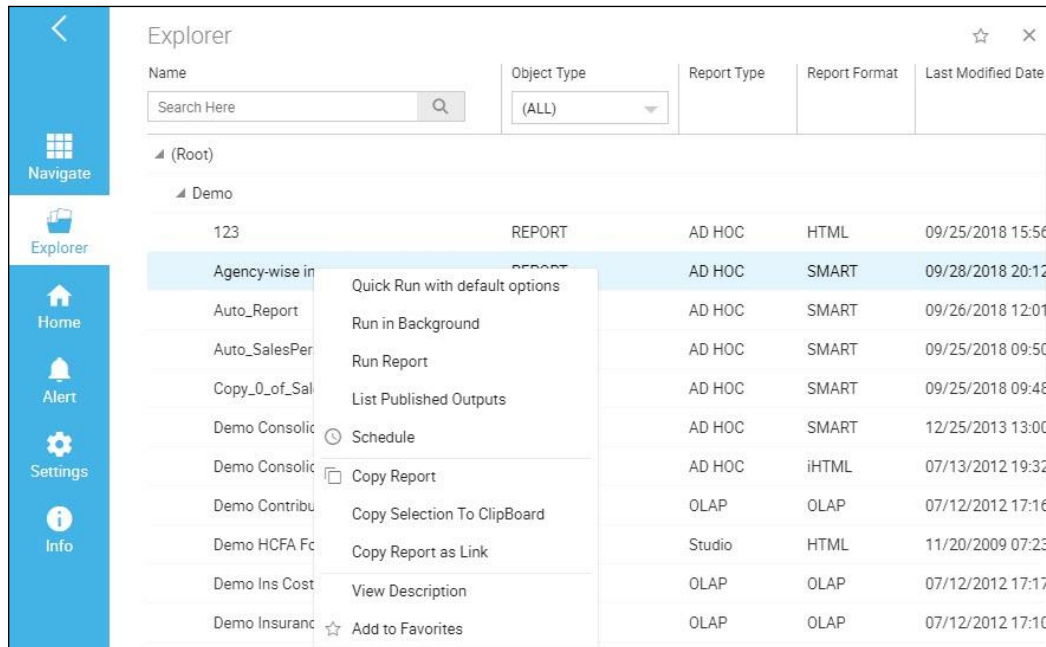 Explorer
Name Object Type Report Type Report Format Last Modified Date
Search Here (ALL)
(Root)
Navigate
Demo
123 REPORT AD HOC HTML 09/25/2018 15:56
Explorer
Agency-wise in REPORT AD HOC SMART 09/28/2018 20:12
Quick Run with default options
Auto_Report AD HOC SMART 09/26/2018 12:01
Home
Run in Background
Auto_SalesPer AD HOC SMART 09/25/2018 09:50
Run Report
Copy_0_of_Sal AD HOC SMART 09/25/2018 09:48
Alert
List Published Outputs
Demo Consolid AD HOC SMART 12/25/2013 13:00
Schedule
Demo Consolid AD HOC iHTML 07/13/2012 19:32
Settings
Copy Report
Demo Contribu OLAP OLAP 07/12/2012 17:16
Copy Selection To ClipBoard
Demo HCFA Fo Studio HTML 11/20/2009 07:23
Info
Copy Report as Link
Demo Ins Cost OLAP OLAP 07/12/2012 17:17
View Description
Demo Insuranc OLAP OLAP 07/12/2012 17:10
Add to Favorites